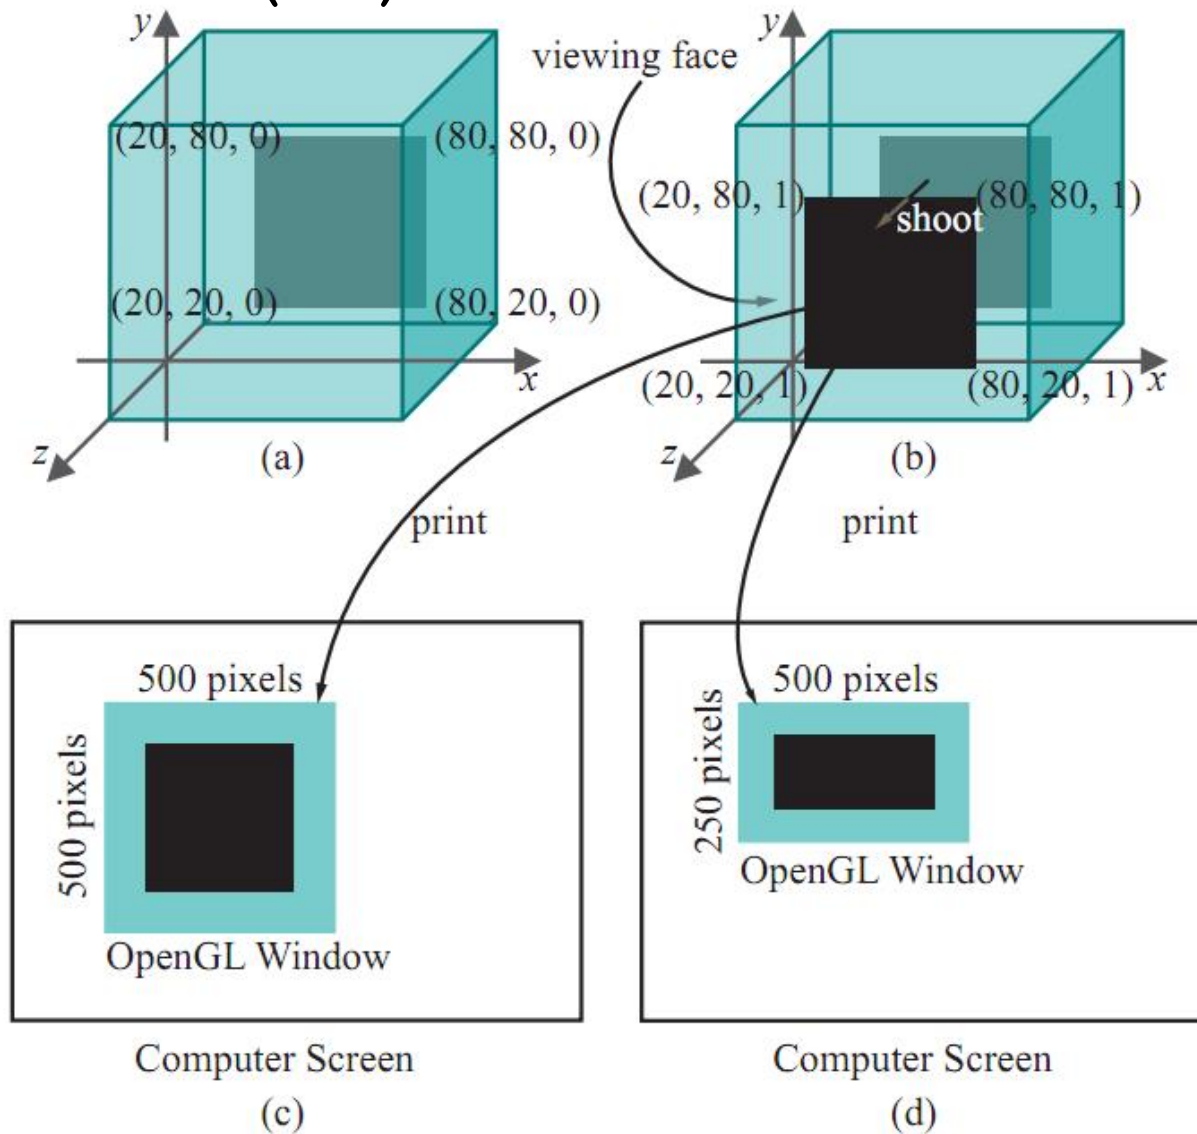 y
y
viewing face
(20, 80, 0)
(80, 80, 0)
(20, 80, 1)
(80, 80, 1)
shoot
(20, 20, 0)
(80, 20, 0)
x
(20, 20, 1)
(80, 20, 1)
x
z
(a)
z
(b)
print
print
500 pixels
500 pixels
500 pixels
250 pixels
OpenGL Window
OpenGL Window
Computer Screen
Computer Screen
(c)
(d)